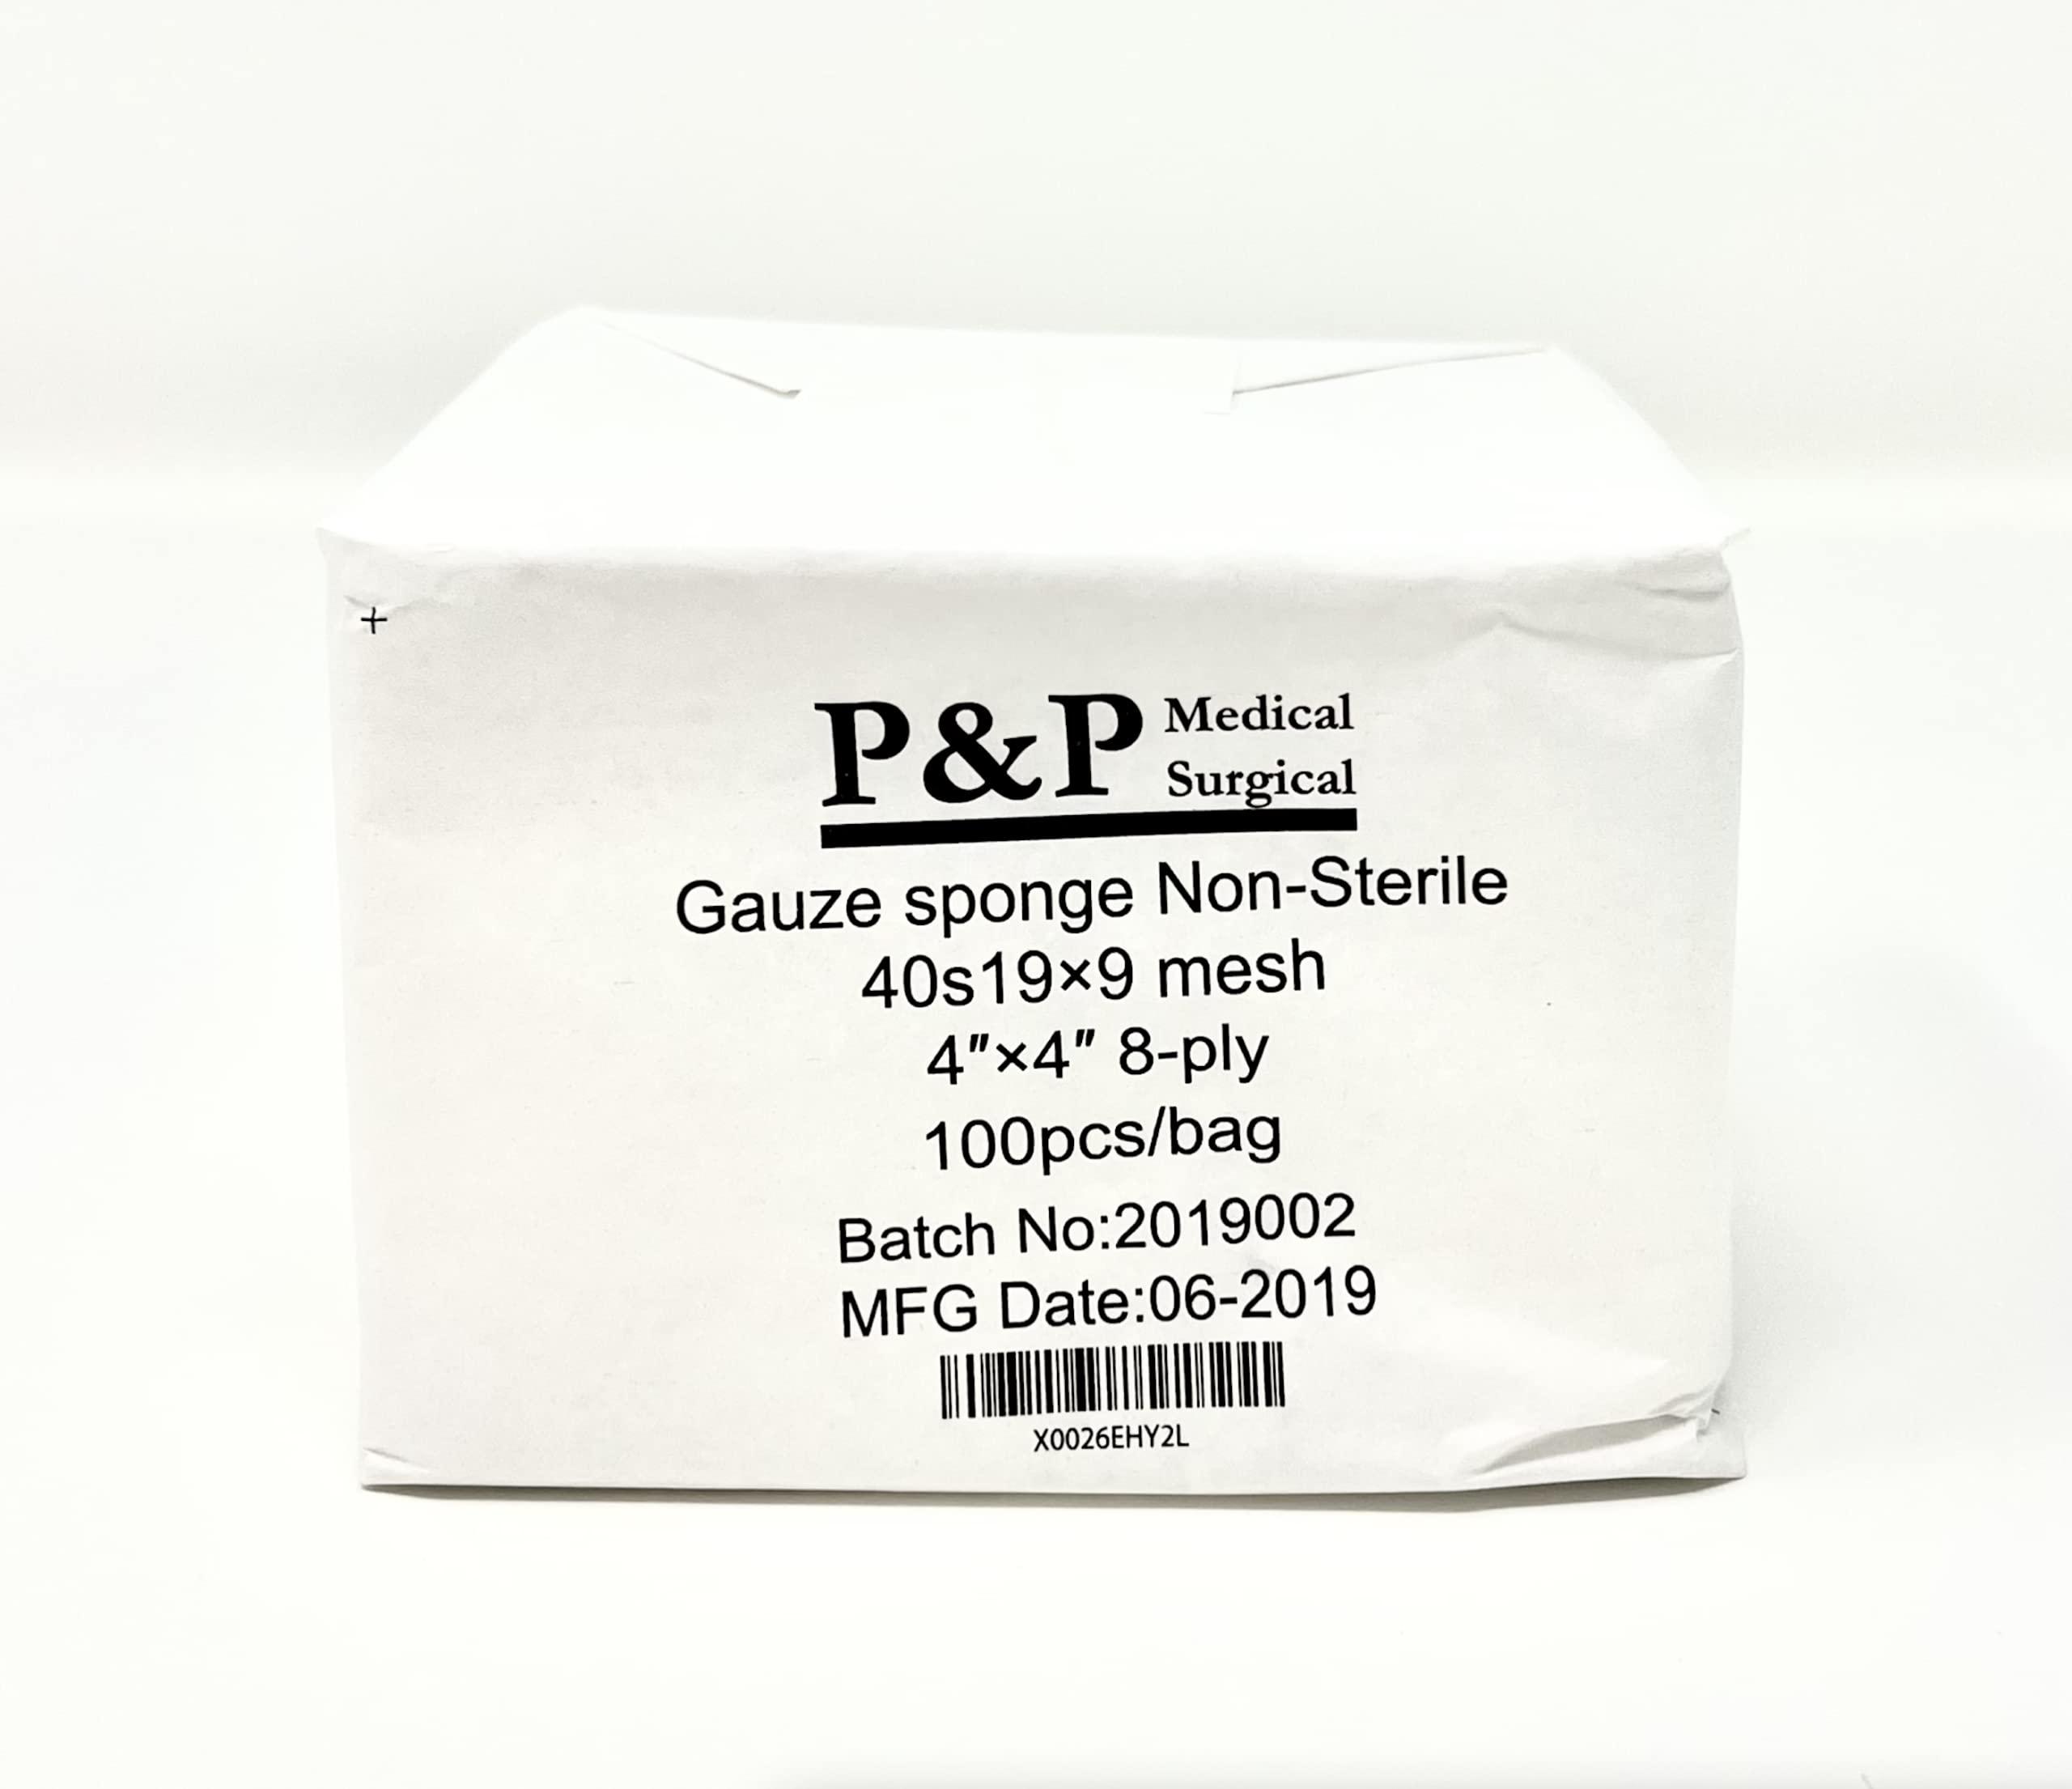 P&P Medical
Surgical
Gauze sponge Non-Sterile
40s19×9 mesh
4"×4" 8-ply
100pcs/bag
Batch No:2019002
MFG Date:06-2019
X0026EHY2L